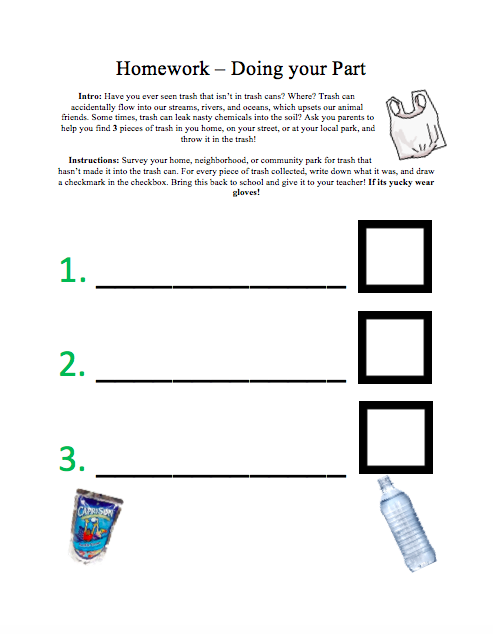 Homework – Doing your Part
Intro: Have you ever seen trash that isn't in trash cans? Where? Trash can
accidentally flow into our streams, rivers, and oceans, which upsets our animal
friends. Some times, trash can leak nasty chemicals into the soil? Ask you parents to
help you find 3 pieces of trash in you home, on your street, or at your local park, and
throw it in the trash!
Instructions: Survey your home, neighborhood, or community park for trash that
hasn't made it into the trash can. For every piece of trash collected, write down what it was, and draw
a checkmark in the checkbox. Bring this back to school and give it to your teacher! If its yucky wear
gloves!
1.
2.
3.
CAPRI SUN